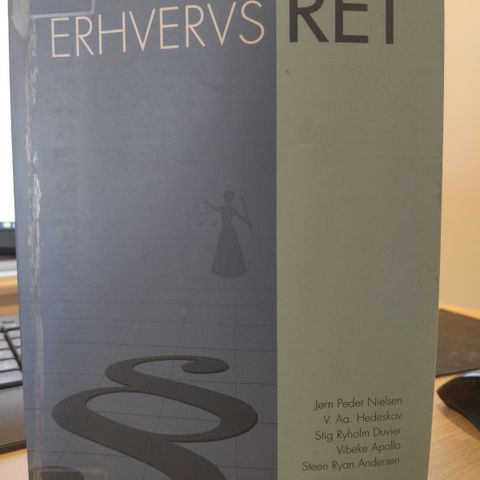 ERHVERVS RET
Jørn Peder Nielsen
V. Aa. Hedeskov
Stig Ryholm Duvier
Vibeke Apollo
Steen Ryan Andersen